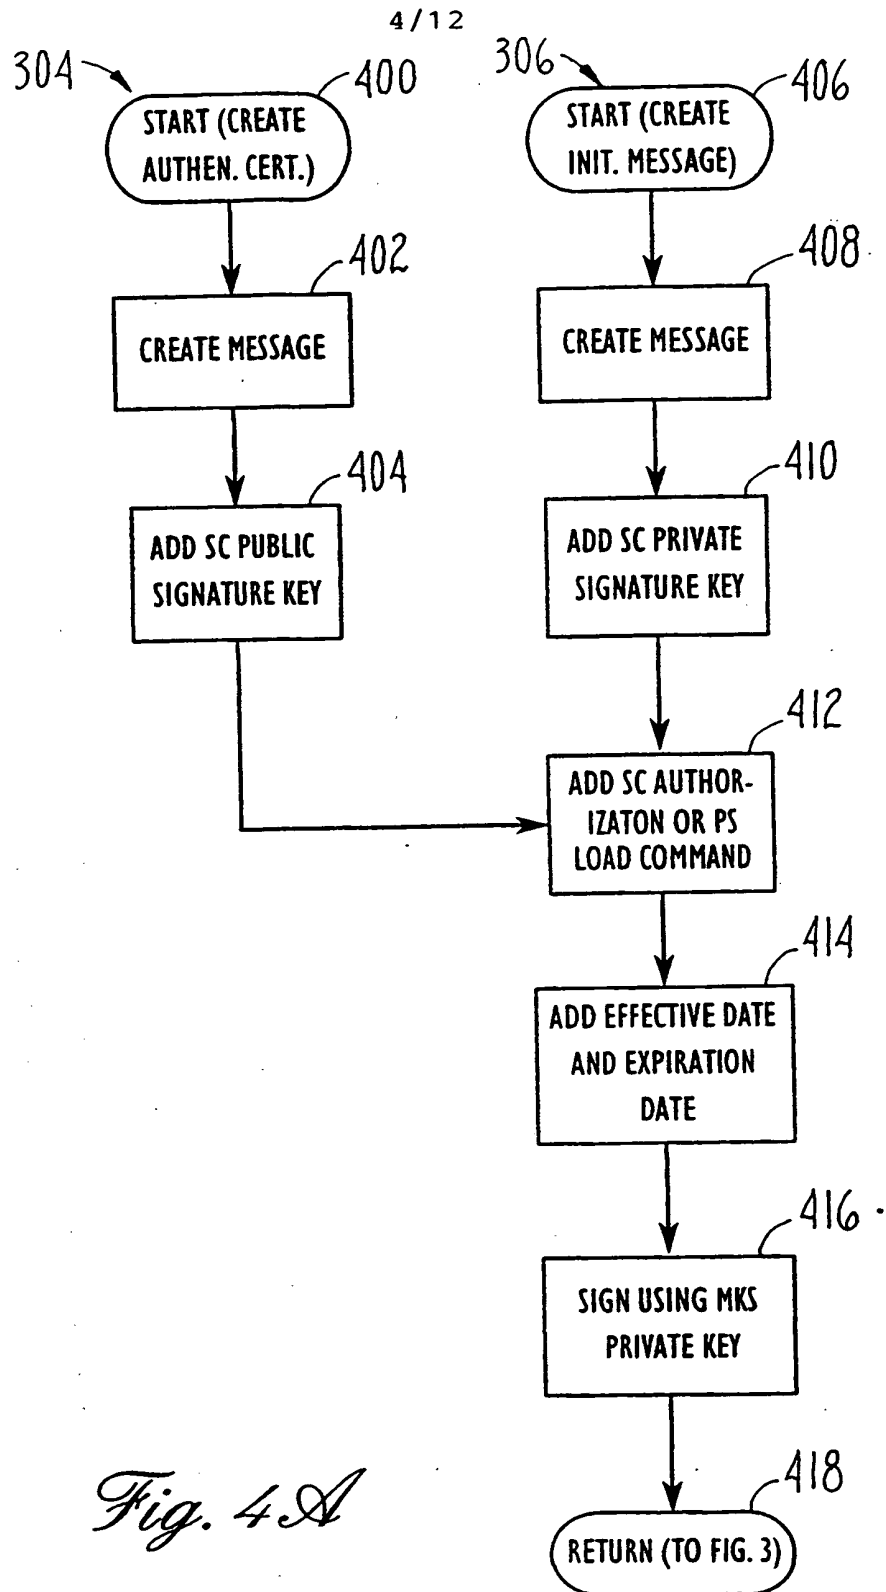 4/12
304
400
START (CREATE
AUTHEN. CERT.)
402
CREATE MESSAGE
404
ADD SC PUBLIC
SIGNATURE KEY
306
406
START (CREATE
INIT. MESSAGE)
408
CREATE MESSAGE
410
ADD SC PRIVATE
SIGNATURE KEY
412
ADD SC AUTHOR-
IZATON OR PS
LOAD COMMAND
414
ADD EFFECTIVE DATE
AND EXPIRATION
DATE
416
SIGN USING MKS
PRIVATE KEY
418
RETURN (TO FIG. 3)
Fig. 4A